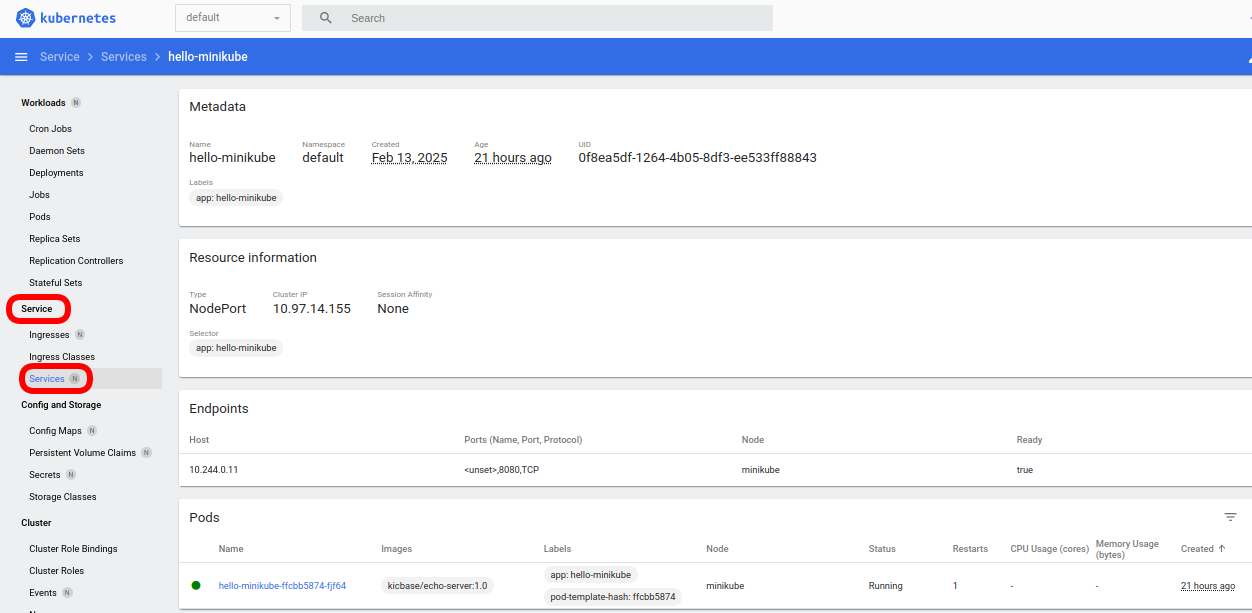 kubernetes
default
Search
Service > Services > hello-minikube
Workloads N
Cron Jobs
Daemon Sets
Deployments
Jobs
Pods
Replica Sets
Replication Controllers
Stateful Sets
Service
Ingresses N
Ingress Classes
Services N
Config and Storage
Config Maps N
Persistent Volume Claims N
Secrets N
Storage Classes
Cluster
Cluster Role Bindings
Cluster Roles
Events N
Metadata
Name Namespace Created Age UID
hello-minikube default Feb 13, 2025 21 hours ago 0f8ea5df-1264-4b05-8df3-ee533ff88843
Labels
app: hello-minikube
Resource information
Type Cluster IP Session Affinity
NodePort 10.97.14.155 None
Selector
app: hello-minikube
Endpoints
Host Ports (Name, Port, Protocol) Node Ready
10.244.0.11 <unset>,8080,TCP minikube true
Pods
Name Images Labels Node Status Restarts CPU Usage (cores) Memory Usage (bytes) Created ↑
hello-minikube-ffcbb5874-fjf64 kicbase/echo-server:1.0 app: hello-minikube minikube Running 1 - - 21 hours ago
pod-template-hash: ffcbb5874